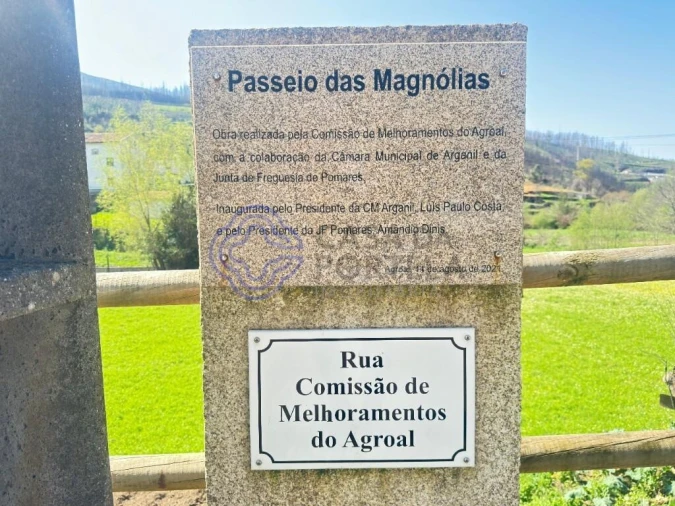 Passeio das Magnólias
Obra realizada pela Comissão de Melhoramentos do Agroal,
com a colaboração da Câmara Municipal de Arganil e da
Junta de Freguesia de Pomares.
Inaugurada pelo Presidente da CM Arganil, Luís Paulo Costa,
e pelo Presidente da JF Pomares, Amândio Dinis.
Agroal, 14 de agosto de 2021
Rua
Comissão de
Melhoramentos
do Agroal